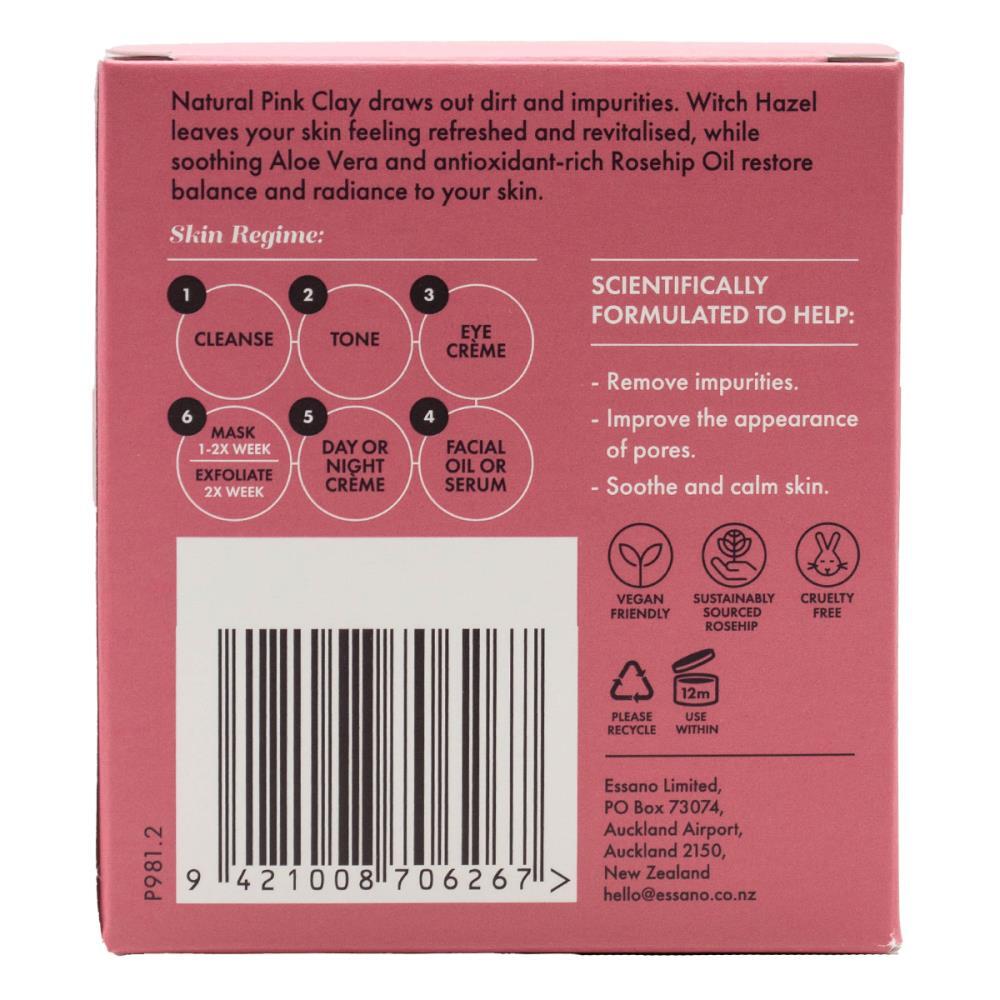 Natural Pink Clay draws out dirt and impurities. Witch Hazel
leaves your skin feeling refreshed and revitalised, while
soothing Aloe Vera and antioxidant-rich Rosehip Oil restore
balance and radiance to your skin.
Skin Regime:
1
CLEANSE
2
TONE
3
EYE
CRÈME
4
FACIAL
OIL OR
SERUM
5
DAY OR
NIGHT
CRÈME
6
MASK
1-2X WEEK
EXFOLIATE
2X WEEK
SCIENTIFICALLY
FORMULATED TO HELP:
- Remove impurities.
- Improve the appearance
of pores.
- Soothe and calm skin.
VEGAN
FRIENDLY
SUSTAINABLY
SOURCED
ROSEHIP
CRUELTY
FREE
PLEASE
RECYCLE
12m
USE
WITHIN
Essano Limited,
PO Box 73074,
Auckland Airport,
Auckland 2150,
New Zealand
hello@essano.co.nz
P981.2
9 421008 706267 >